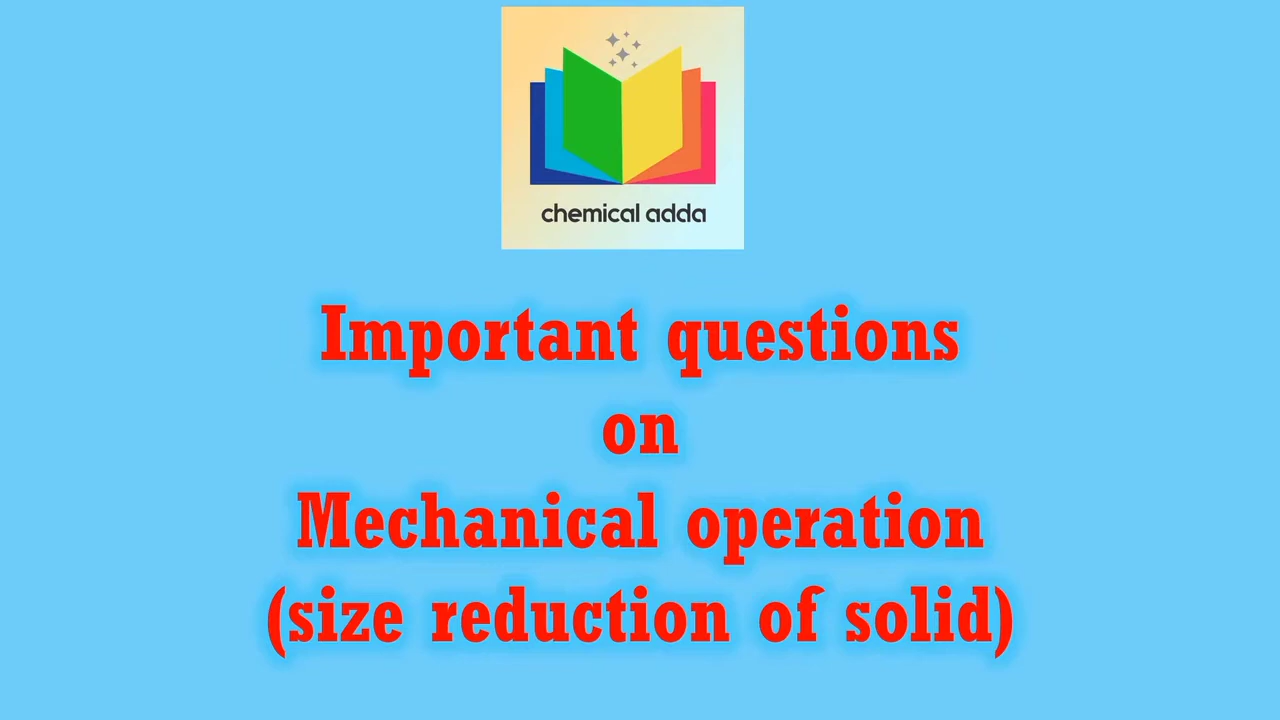 chemical adda
Important questions
on
Mechanical operation
(size reduction of solid)